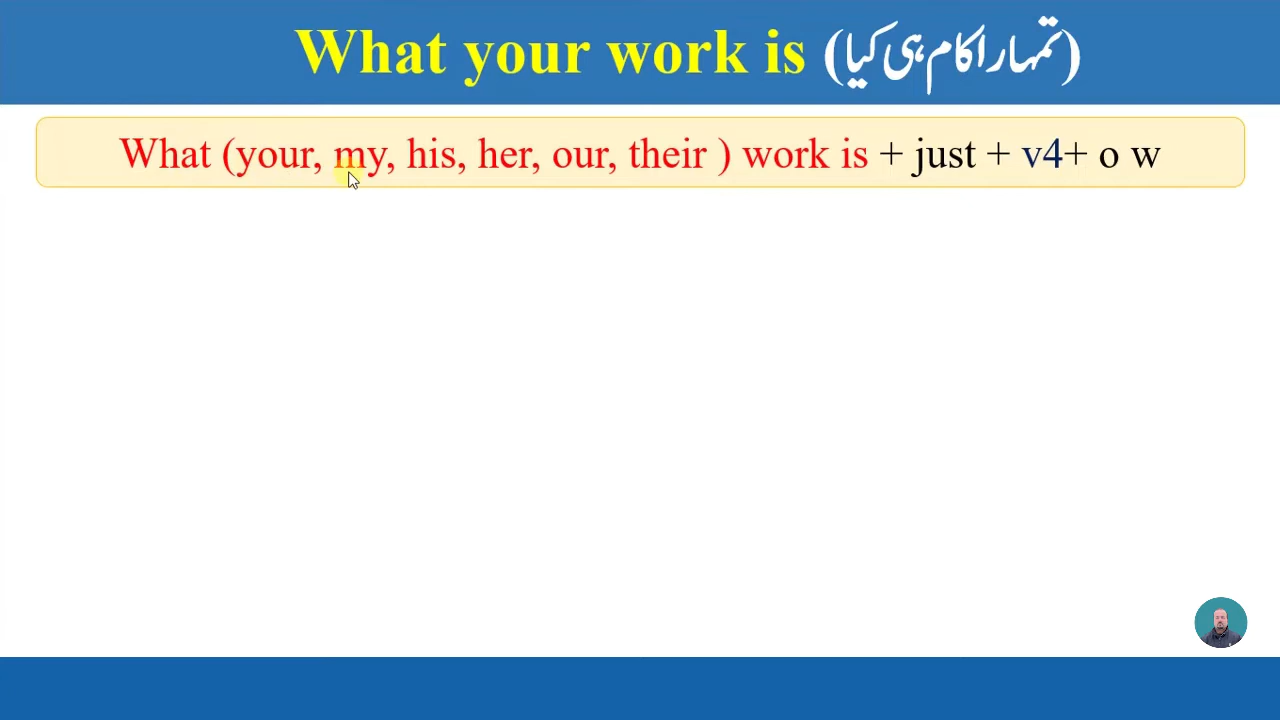 What your work is (تمہارا کام ہی کیا)
What (your, my, his, her, our, their ) work is + just + v4+ o w